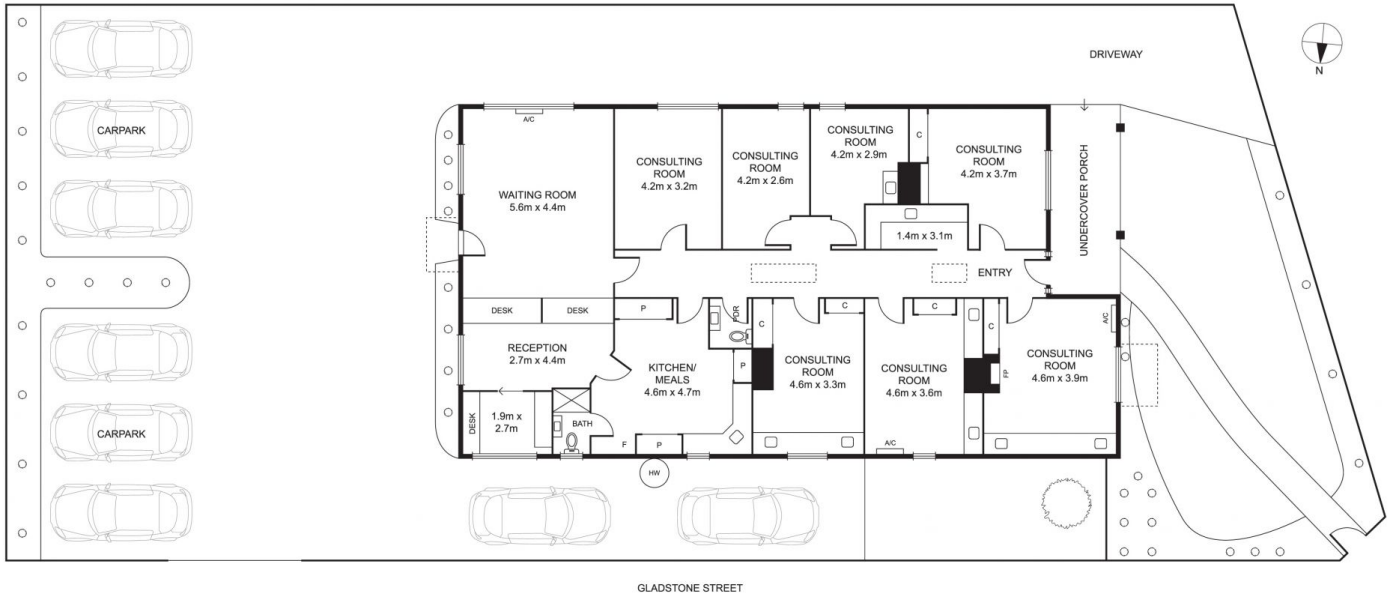 DRIVEWAY
N
CARPARK
A/C
WAITING ROOM
5.6m x 4.4m
CONSULTING
ROOM
4.2m x 3.2m
CONSULTING
ROOM
4.2m x 2.6m
CONSULTING
ROOM
4.2m x 2.9m
C
CONSULTING
ROOM
4.2m x 3.7m
1.4m x 3.1m
UNDERCOVER PORCH
ENTRY
DESK
DESK
P
PDR
C
C
C
C
A/C
RECEPTION
2.7m x 4.4m
KITCHEN/
MEALS
4.6m x 4.7m
P
CONSULTING
ROOM
4.6m x 3.3m
CONSULTING
ROOM
4.6m x 3.6m
FP
CONSULTING
ROOM
4.6m x 3.9m
CARPARK
DESK
1.9m x
2.7m
BATH
F
P
A/C
HW
GLADSTONE STREET